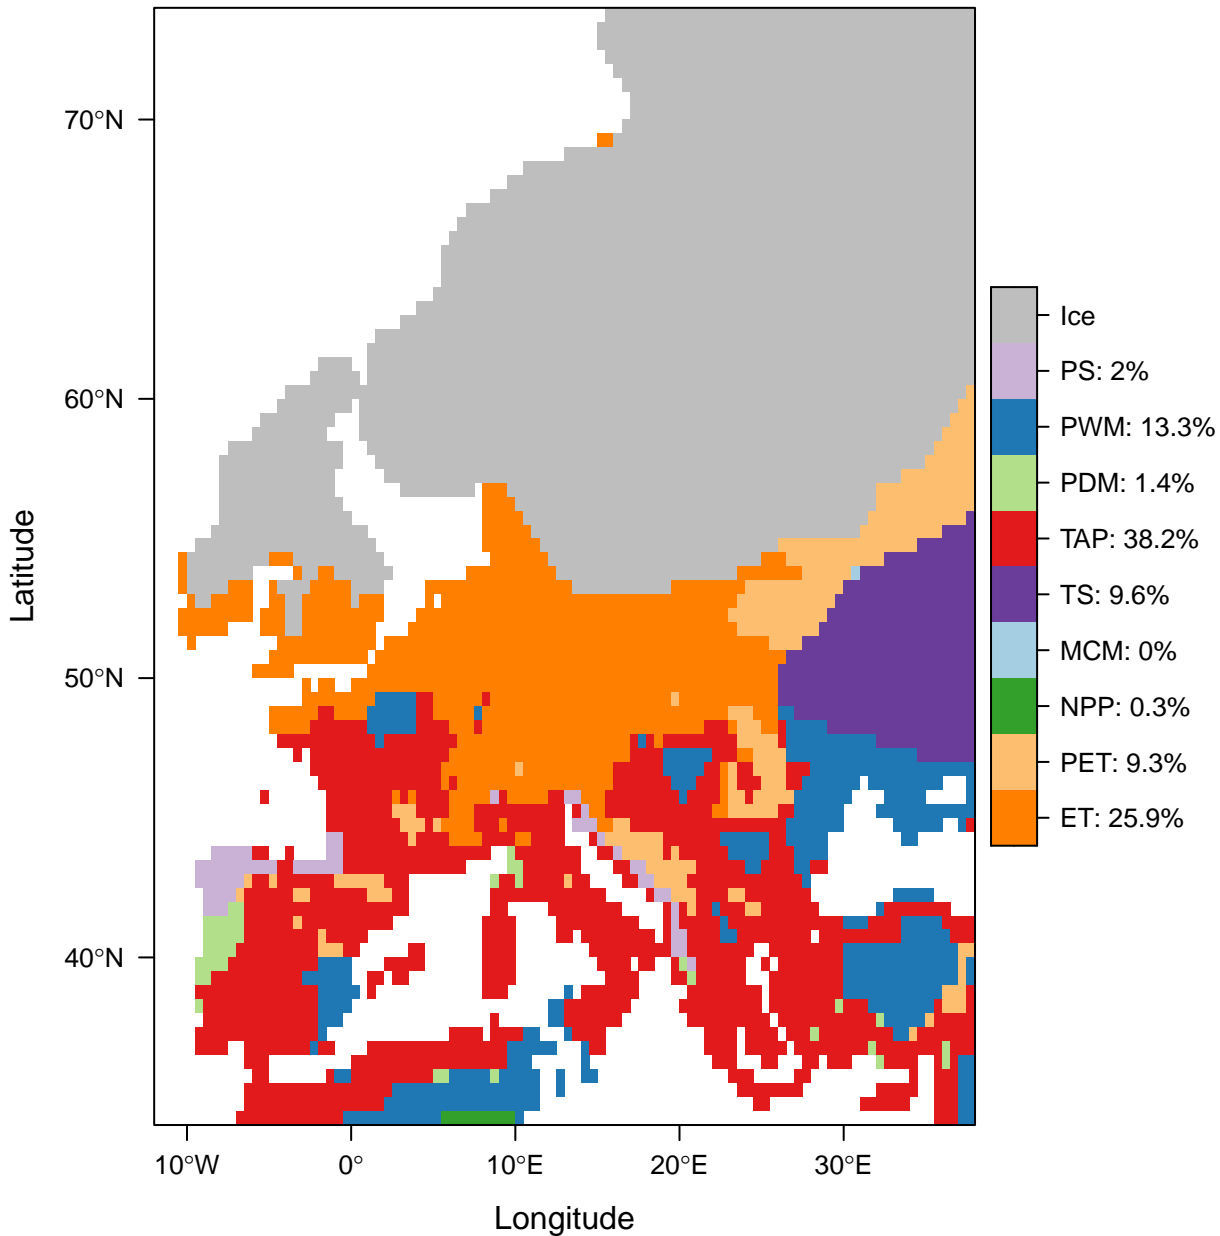 70°N
60°N
50°N
40°N
Latitude
10°W
0°
10°E
20°E
30°E
Longitude
Ice
PS: 2%
PWM: 13.3%
PDM: 1.4%
TAP: 38.2%
TS: 9.6%
MCM: 0%
NPP: 0.3%
PET: 9.3%
ET: 25.9%